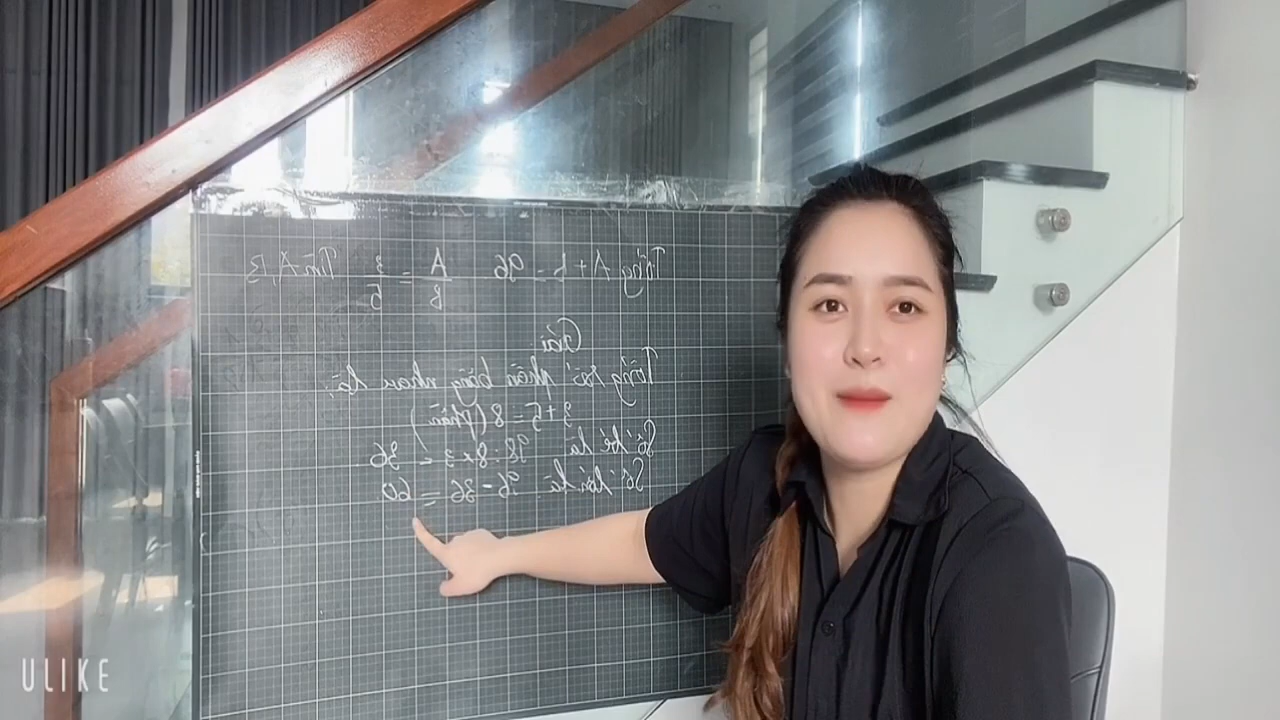 Tổng A + b = 96 A/B = 3/5 Tìm A, B
Giải
Tổng số phần bằng nhau là:
3 + 5 = 8 (phần)
Số bé là 98 : 8 x 3 = 36
Số lớn là: 96 - 36 = 60
ULIKE